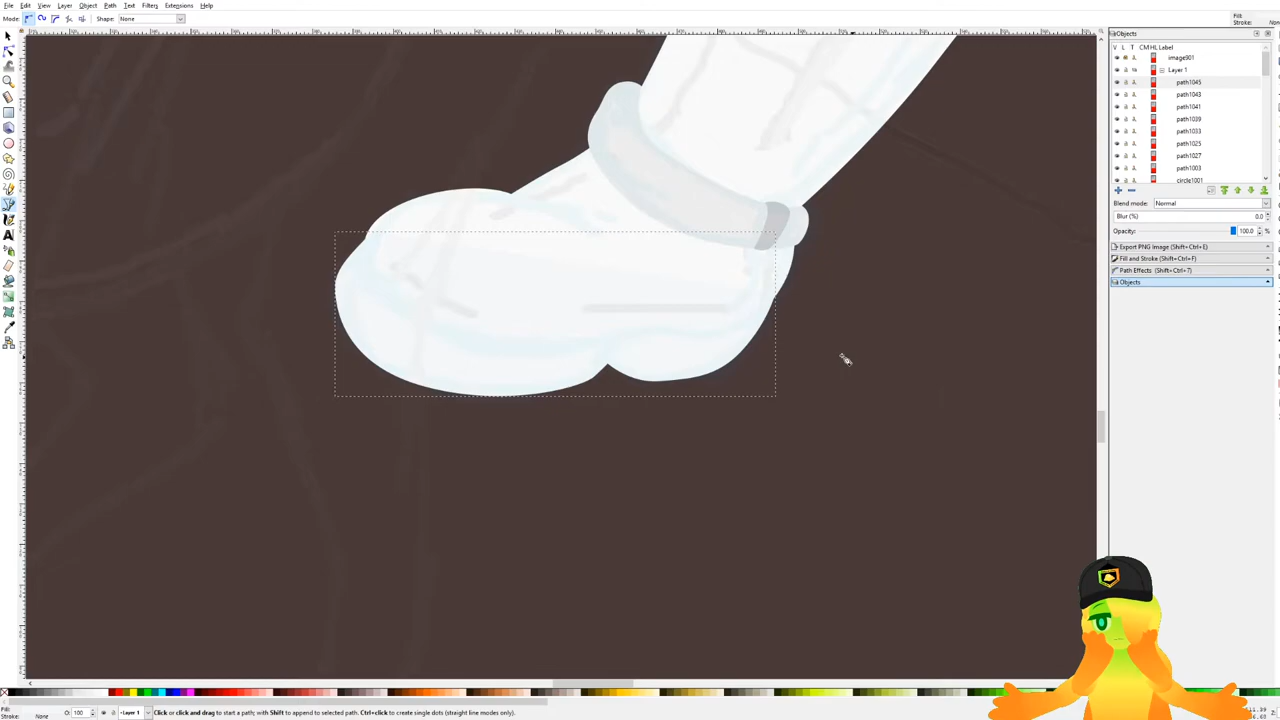 File Edit View Layer Object Path Text Filters Extensions Help
Mode: Shape: None
Fill:
Stroke:
Objects
V L T CM HL Label
image901
Layer 1
path1045
path1043
path1041
path1039
path1033
path1025
path1027
path1003
circle1001
Blend mode: Normal
Blur (%) 0.0
Opacity: 100.0 %
Export PNG Image (Shift+Ctrl+E)
Fill and Stroke (Shift+Ctrl+F)
Path Effects (Shift+Ctrl+7)
Objects
Fill: None
Stroke: None
O: 100 Layer 1 Click or click and drag to start a path; with Shift to append to selected path. Ctrl+click to create single dots (straight line modes only).